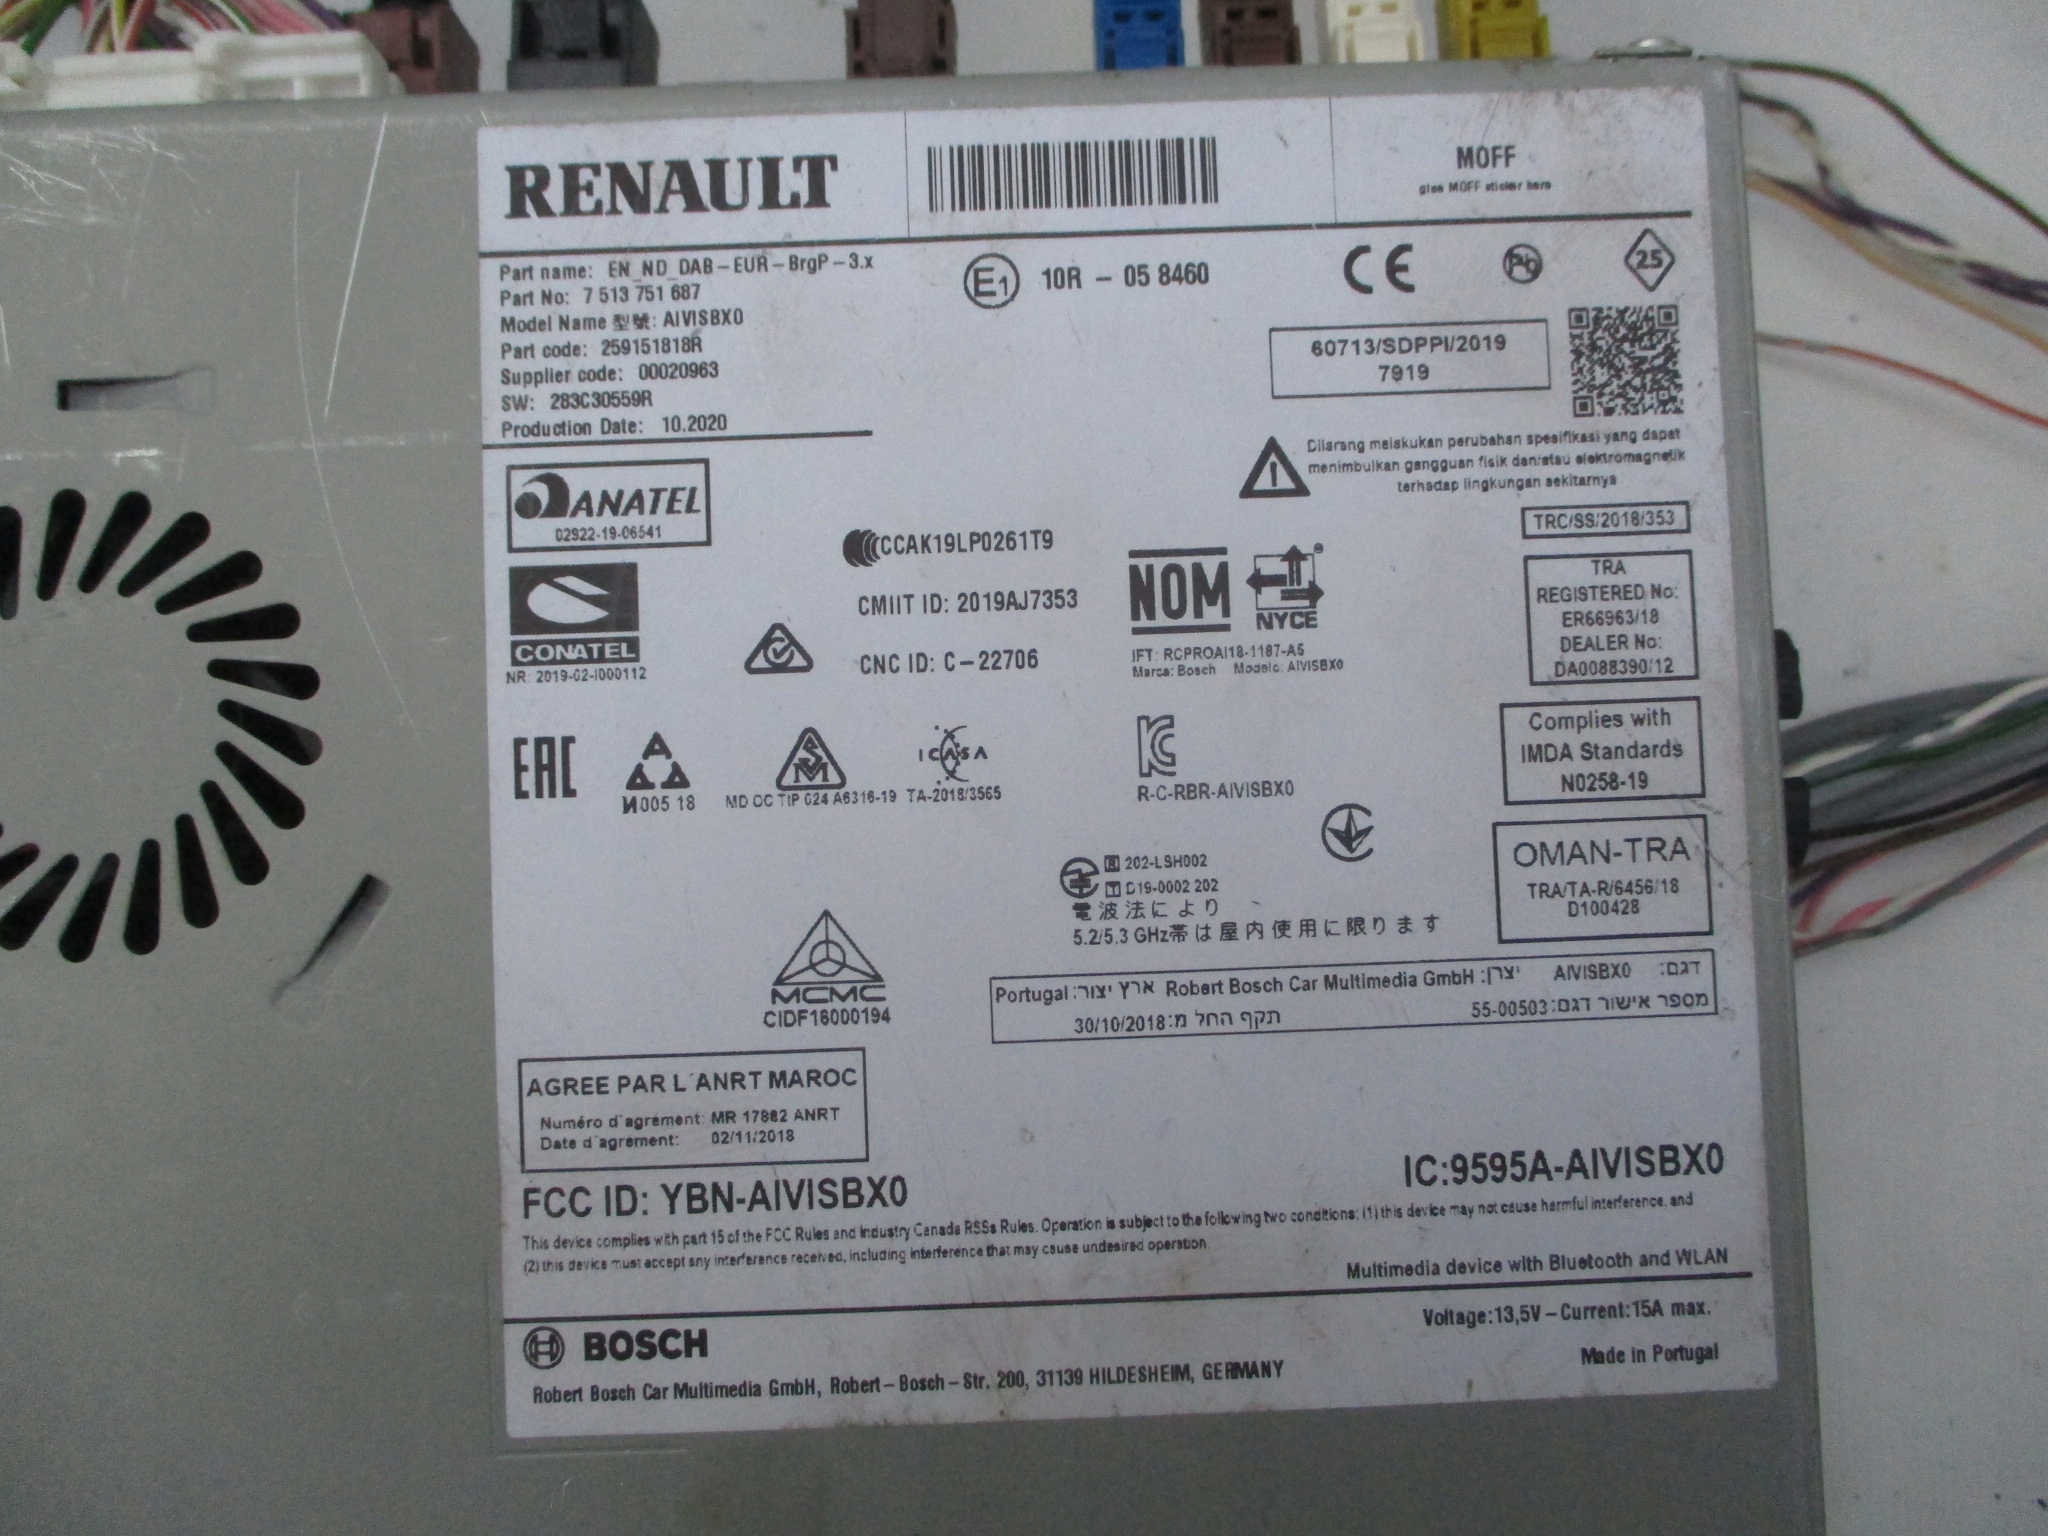 RENAULT
MOFF
glue MOFF sticker here
Part name: EN_ND_DAB-EUR-BrgP-3.x
Part No: 7 513 751 687
Model Name 型號: AIVISBX0
Part code: 259151818R
Supplier code: 00020963
SW: 283C30559R
Production Date: 10.2020
E1 10R - 05 8460
CE
25
60713/SDPPI/2019
7919
Dilarang melakukan perubahan spesifikasi yang dapat
menimbulkan gangguan fisik dan/atau elektromagnetik
terhadap lingkungan sekitarnya
ANATEL
02922-19-06541
CCAK19LP0261T9
CMIIT ID: 2019AJ7353
CNC ID: C-22706
CONATEL
NR: 2019-02-I000112
NOM
NYCE
IFT: RCPROAI18-1187-A5
Marca: Bosch Modelo: AIVISBX0
TRC/SS/2018/353
TRA
REGISTERED No:
ER66963/18
DEALER No:
DA0088390/12
Complies with
IMDA Standards
N0258-19
EAC
И005 18
SM
MD OC TIP 024 A6316-19
ICASA
TA-2018/3565
R-C-RBR-AIVISBX0
R 202-LSH002
T D19-0002 202
電波法により
5.2/5.3 GHz帯は屋内使用に限ります
OMAN-TRA
TRA/TA-R/6456/18
D100428
MCMC
CIDF16000194
דגם: AIVISBX0 יצרן: Robert Bosch Car Multimedia GmbH ארץ יצור: Portugal
מספר אישור דגם: 55-00503 תקף החל מ: 30/10/2018
AGREE PAR L´ANRT MAROC
Numéro d´agrément: MR 17882 ANRT
Date d´agrément: 02/11/2018
FCC ID: YBN-AIVISBX0
IC:9595A-AIVISBX0
This device complies with part 15 of the FCC Rules and Industry Canada RSSs Rules. Operation is subject to the following two conditions: (1) this device may not cause harmful interference, and
(2) this device must accept any interference received, including interference that may cause undesired operation.
Multimedia device with Bluetooth and WLAN
BOSCH
Voltage:13,5V-Current:15A max.
Robert Bosch Car Multimedia GmbH, Robert-Bosch-Str. 200, 31139 HILDESHEIM, GERMANY
Made in Portugal